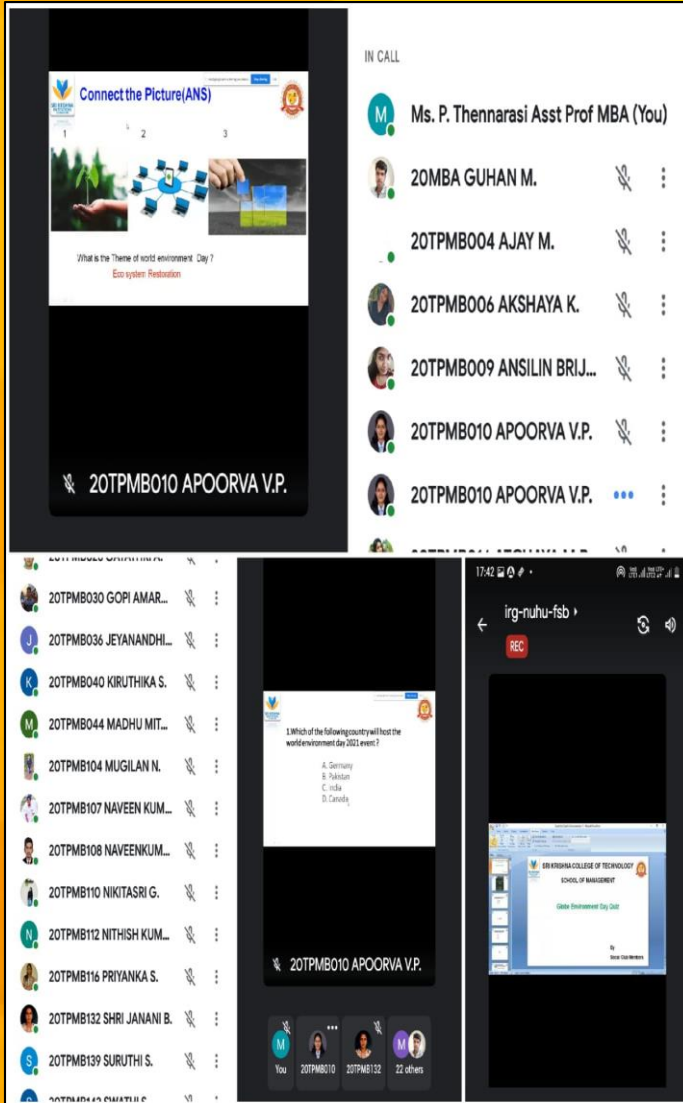 SRI KRISHNA
Connect the Picture(ANS)
1 2 3
What is the Theme of world environment Day ?
Eco system Restoration
20TPMB010 APOORVA V.P.
IN CALL
M
Ms. P. Thennarasi Asst Prof MBA (You)
20MBA GUHAN M.
20TPMB004 AJAY M.
20TPMB006 AKSHAYA K.
20TPMB009 ANSILIN BRIJ...
20TPMB010 APOORVA V.P.
20TPMB010 APOORVA V.P.
20TPMB030 GOPI AMAR...
J
20TPMB036 JEYANANDHI...
K
20TPMB040 KIRUTHIKA S.
M
20TPMB044 MADHU MIT...
20TPMB104 MUGILAN N.
20TPMB107 NAVEEN KUM...
20TPMB108 NAVEENKUM...
20TPMB110 NIKITASRI G.
N
20TPMB112 NITHISH KUM...
20TPMB116 PRIYANKA S.
20TPMB132 SHRI JANANI B.
S
20TPMB139 SURUTHI S.
1.Which of the following country will host the
world environment day 2021 event ?
A. Germany
B. Pakistan
C. India
D. Canada
20TPMB010 APOORVA V.P.
M
You
20TPMB010
20TPMB132
M
22 others
17:42
irg-nuhu-fsb
REC
SRI KRISHNA COLLEGE OF TECHNOLOGY
SCHOOL OF MANAGEMENT
Globe Environment Day Quiz
By
Social Club Members